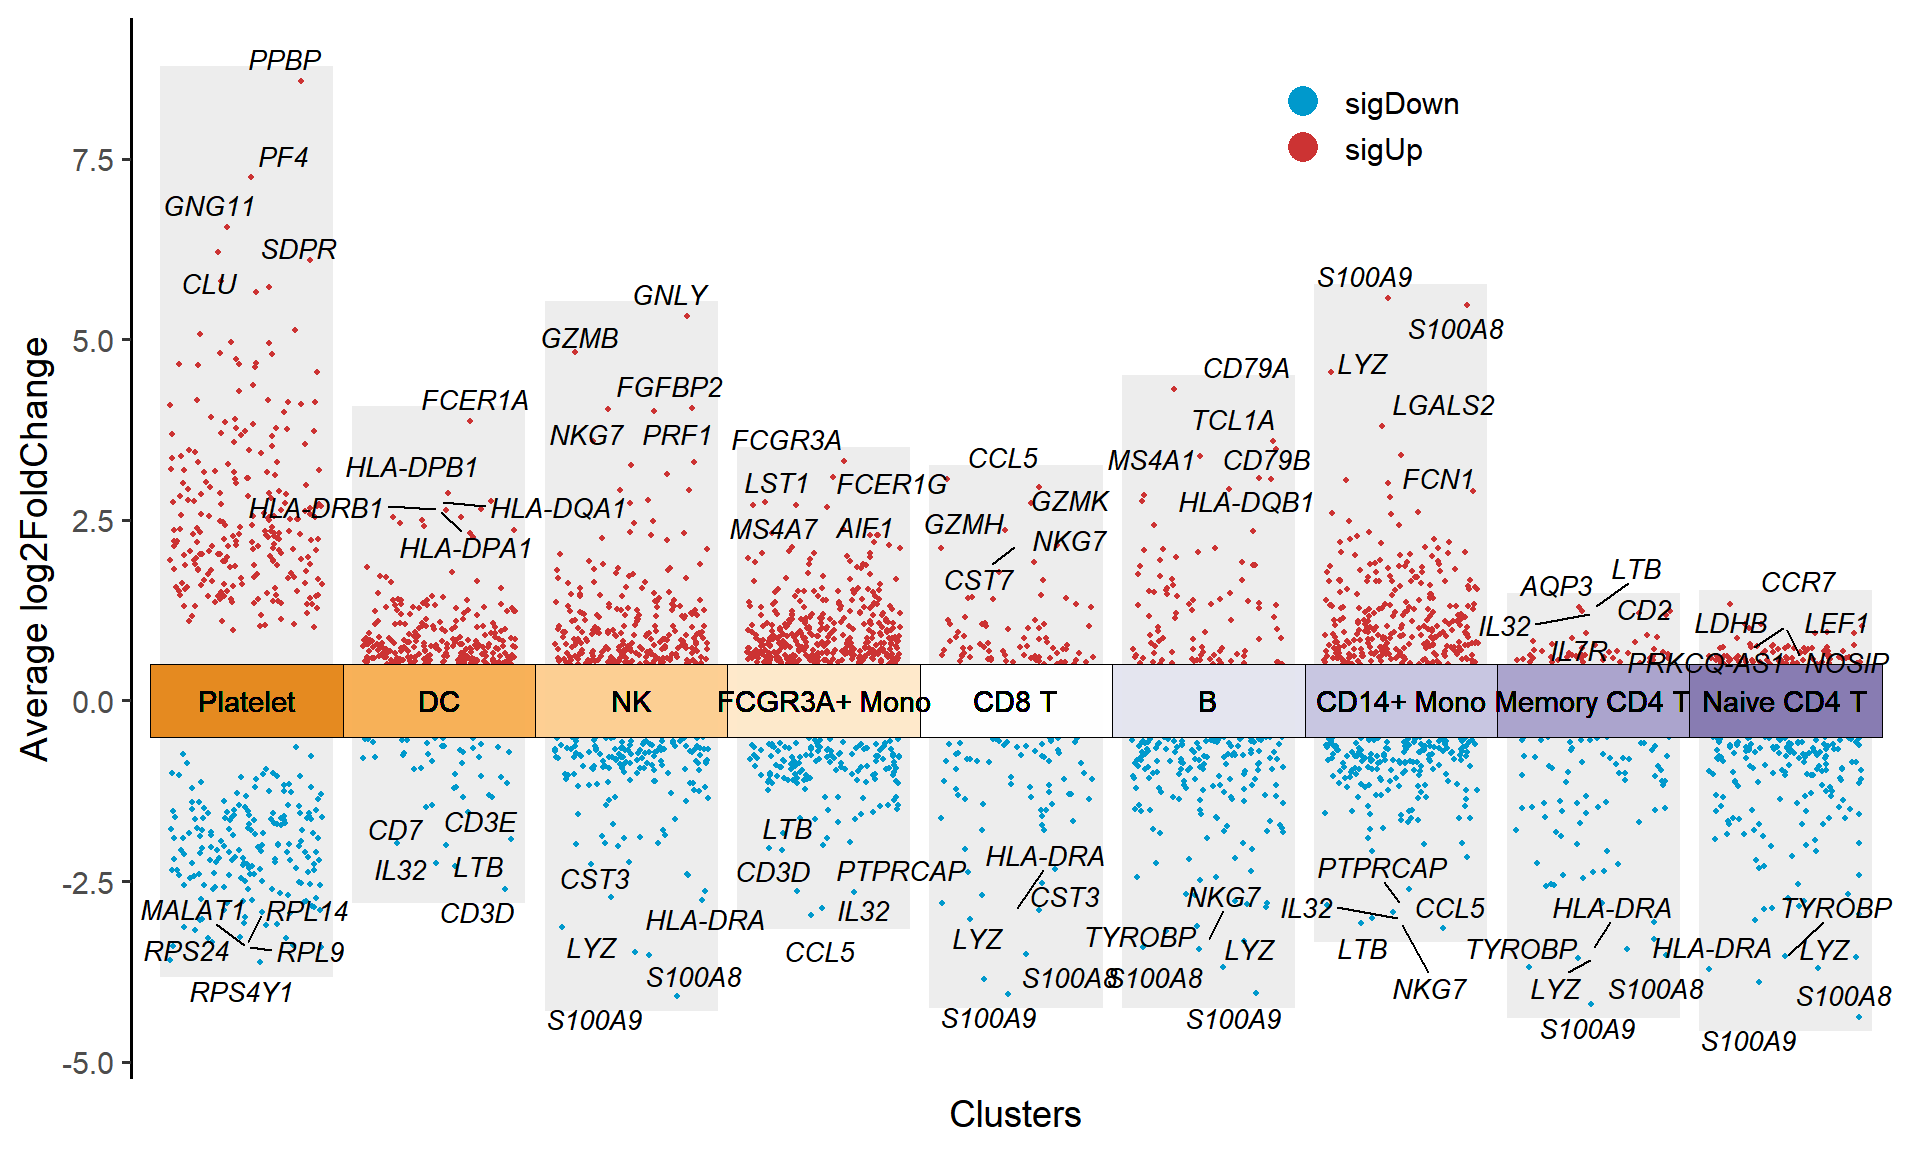 PPBP
PF4
GNG11
SDPR
CLU
sigDown
sigUp
7.5
5.0
2.5
0.0
-2.5
-5.0
Average log2FoldChange
GNLY
GZMB
FGFBP2
NKG7
PRF1
FCER1A
HLA-DPB1
HLA-DRB1
HLA-DQA1
HLA-DPA1
FCGR3A
LST1
FCER1G
MS4A7
AIF1
CCL5
GZMK
GZMH
NKG7
CST7
CD79A
TCL1A
MS4A1
CD79B
HLA-DQB1
S100A9
S100A8
LYZ
LGALS2
FCN1
LTB
AQP3
CD2
IL32
IL7R
CCR7
LDHB
LEF1
PRKCQ-AS1
NOSIP
Platelet
DC
NK
FCGR3A+ Mono
CD8 T
B
CD14+ Mono
Memory CD4 T
Naive CD4 T
MALAT1
RPL14
RPS24
RPL9
RPS4Y1
CD7
CD3E
IL32
LTB
CD3D
CST3
HLA-DRA
LYZ
S100A8
S100A9
LTB
CD3D
PTPRCAP
IL32
CCL5
HLA-DRA
CST3
LYZ
S100A8
S100A9
NKG7
TYROBP
LYZ
S100A8
S100A9
PTPRCAP
IL32
CCL5
LTB
NKG7
HLA-DRA
TYROBP
LYZ
S100A8
S100A9
TYROBP
HLA-DRA
LYZ
S100A8
S100A9
Clusters